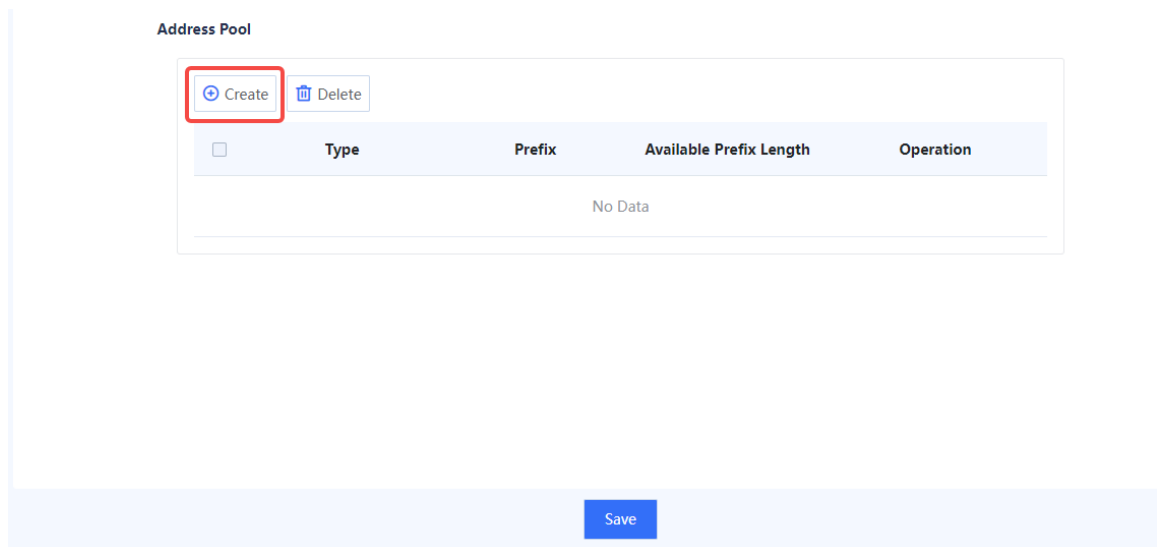 Address Pool
Create Delete
Type Prefix Available Prefix Length Operation
No Data
Save